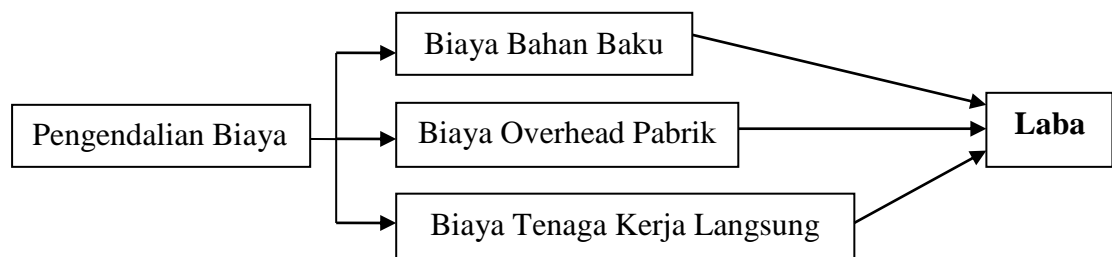 Biaya Bahan Baku
Pengendalian Biaya
Biaya Overhead Pabrik
Laba
Biaya Tenaga Kerja Langsung